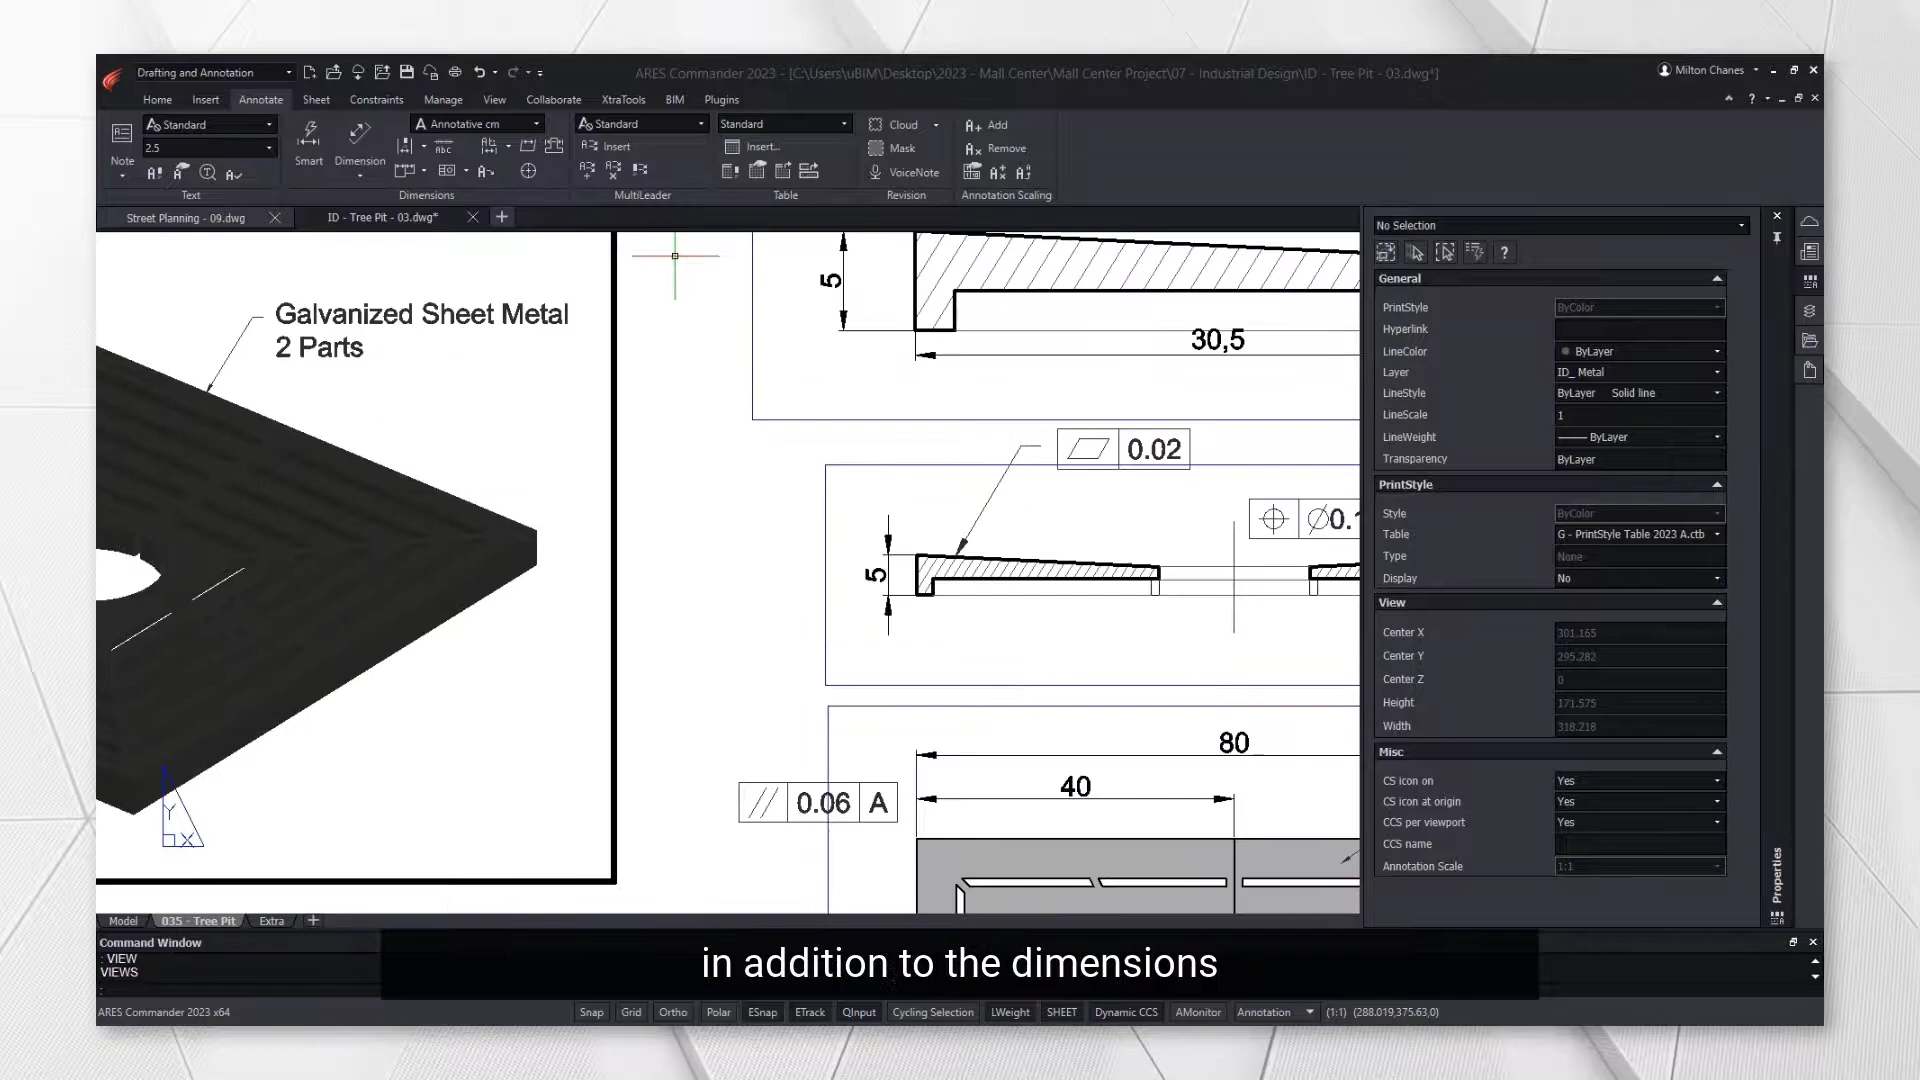 Drafting and Annotation
ARES Commander 2023 - [C:\Users\uBIM\Desktop\2023 - Mall Center\Mall Center Project\07 - Industrial Design\ID - Tree Pit - 03.dwg*]
Milton Chanes
Home Insert Annotate Sheet Constraints Manage View Collaborate XtraTools BIM Plugins
Standard
2.5
Note
Text
Smart
Dimension
Annotative cm
Dimensions
Standard
Insert
MultiLeader
Standard
Insert...
Table
Cloud
Mask
VoiceNote
Revision
Add
Remove
Annotation Scaling
Street Planning - 09.dwg
ID - Tree Pit - 03.dwg*
Galvanized Sheet Metal
2 Parts
5
30,5
0.02
5
80
40
0.06 A
Y
X
No Selection
General
PrintStyle ByColor
Hyperlink
LineColor ByLayer
Layer ID_ Metal
LineStyle ByLayer Solid line
LineScale 1
LineWeight ByLayer
Transparency ByLayer
PrintStyle
Style ByColor
Table G - PrintStyle Table 2023 A.ctb
Type None
Display No
View
Center X 301.165
Center Y 295.282
Center Z 0
Height 171.575
Width 318.218
Misc
CS icon on Yes
CS icon at origin Yes
CCS per viewport Yes
CCS name
Annotation Scale 1:1
Properties
Model 035 - Tree Pit Extra
Command Window
: VIEW
VIEWS
:
in addition to the dimensions
ARES Commander 2023 x64
Snap Grid Ortho Polar ESnap ETrack QInput Cycling Selection LWeight SHEET Dynamic CCS AMonitor Annotation (1:1) (288.019,375.63,0)